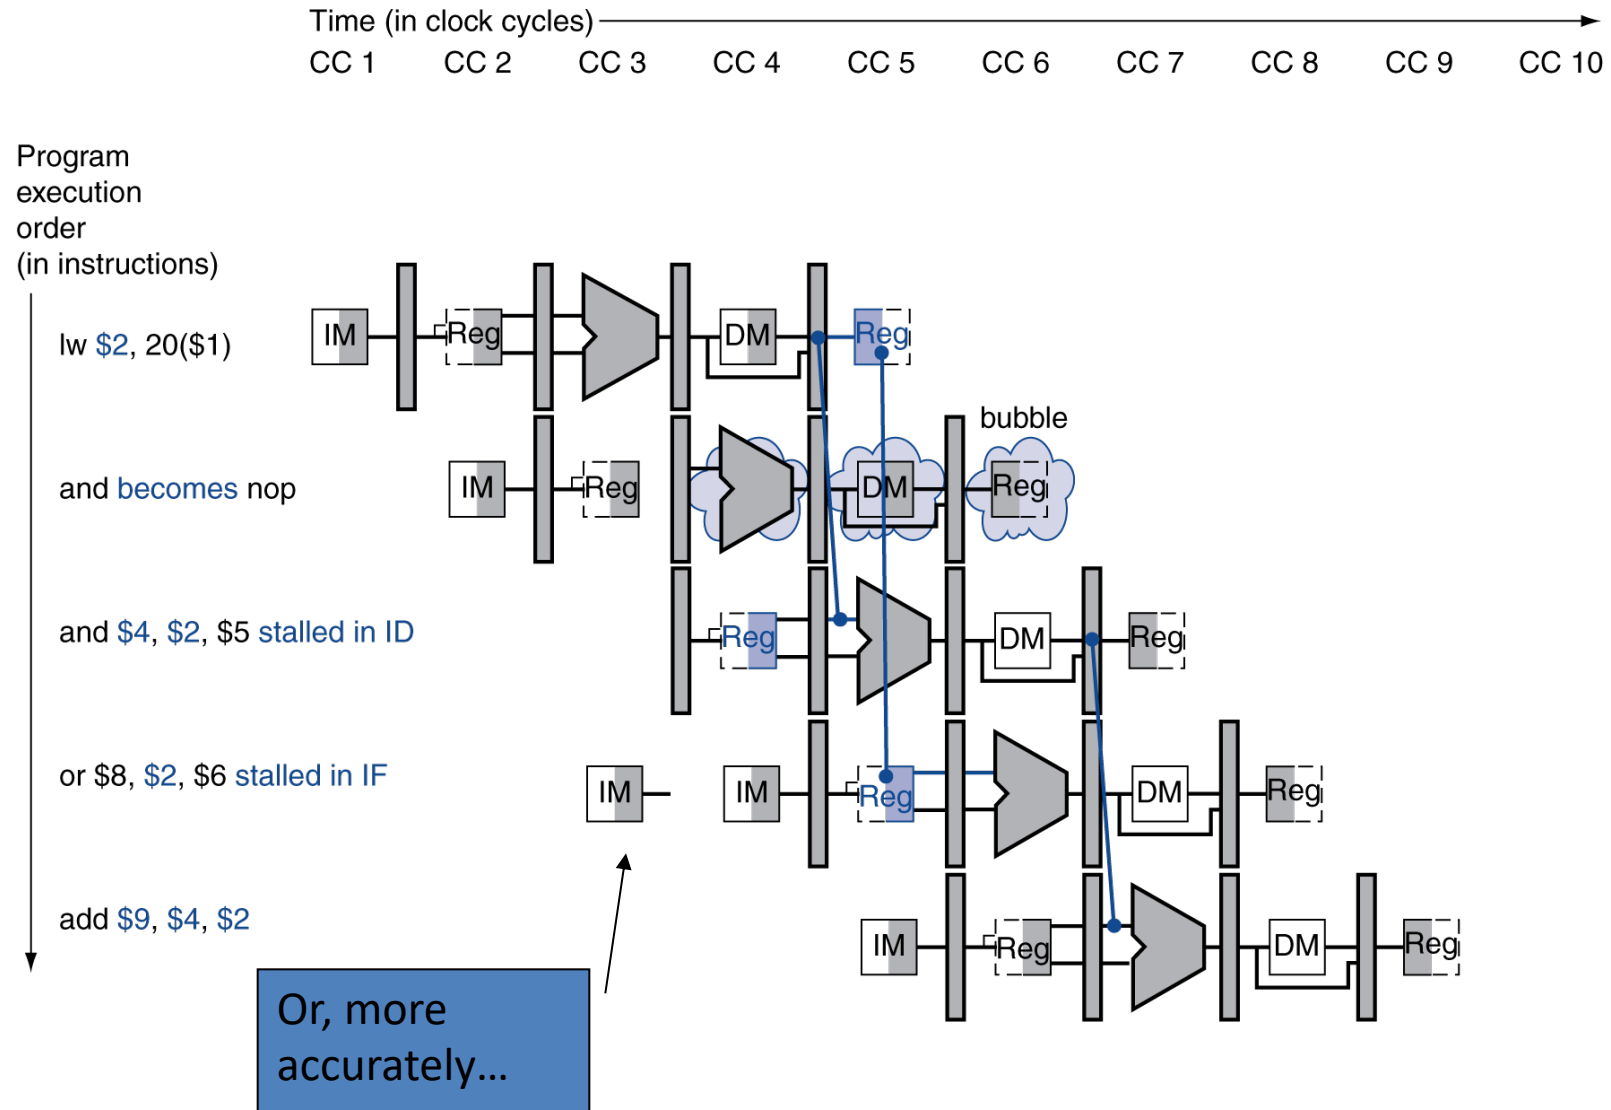 Time (in clock cycles)
CC 1 CC 2 CC 3 CC 4 CC 5 CC 6 CC 7 CC 8 CC 9 CC 10
Program
execution
order
(in instructions)
lw $2, 20($1)
IM Reg DM Reg
bubble
and becomes nop
IM Reg DM Reg
and $4, $2, $5 stalled in ID
Reg DM Reg
or $8, $2, $6 stalled in IF
IM IM Reg DM Reg
add $9, $4, $2
IM Reg DM Reg
Or, more
accurately...